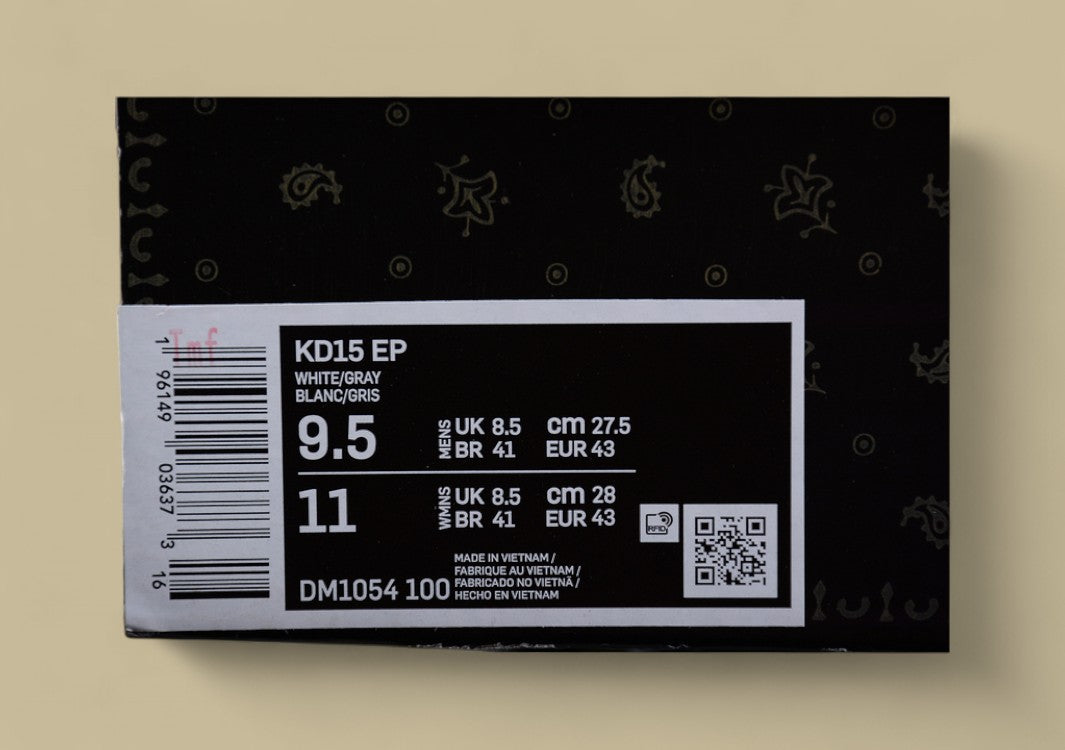 Tmf
1 96149 03637 3 16
KD15 EP
WHITE/GRAY
BLANC/GRIS
9.5 MENS UK 8.5 cm 27.5
BR 41 EUR 43
11 WMNS UK 8.5 cm 28
BR 41 EUR 43
RFID
MADE IN VIETNAM /
FABRIQUE AU VIETNAM /
FABRICADO NO VIETNÃ /
HECHO EN VIETNAM
DM1054 100